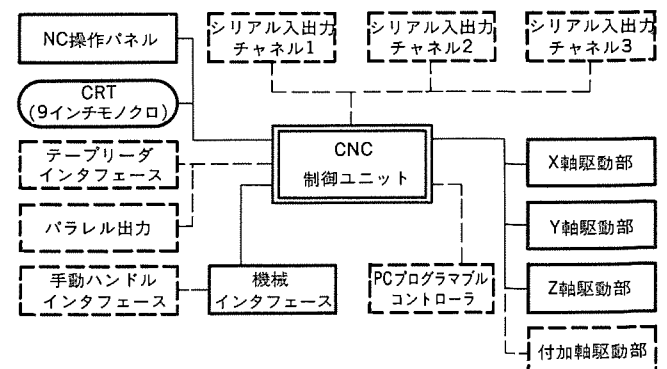 NC操作パネル
シリアル入出力
チャネル1
シリアル入出力
チャネル2
シリアル入出力
チャネル3
CRT
(9インチモノクロ)
CNC
制御ユニット
テープリーダ
インタフェース
X軸駆動部
パラレル出力
Y軸駆動部
手動ハンドル
インタフェース
機械
インタフェース
PCプログラマブル
コントローラ
Z軸駆動部
付加軸駆動部